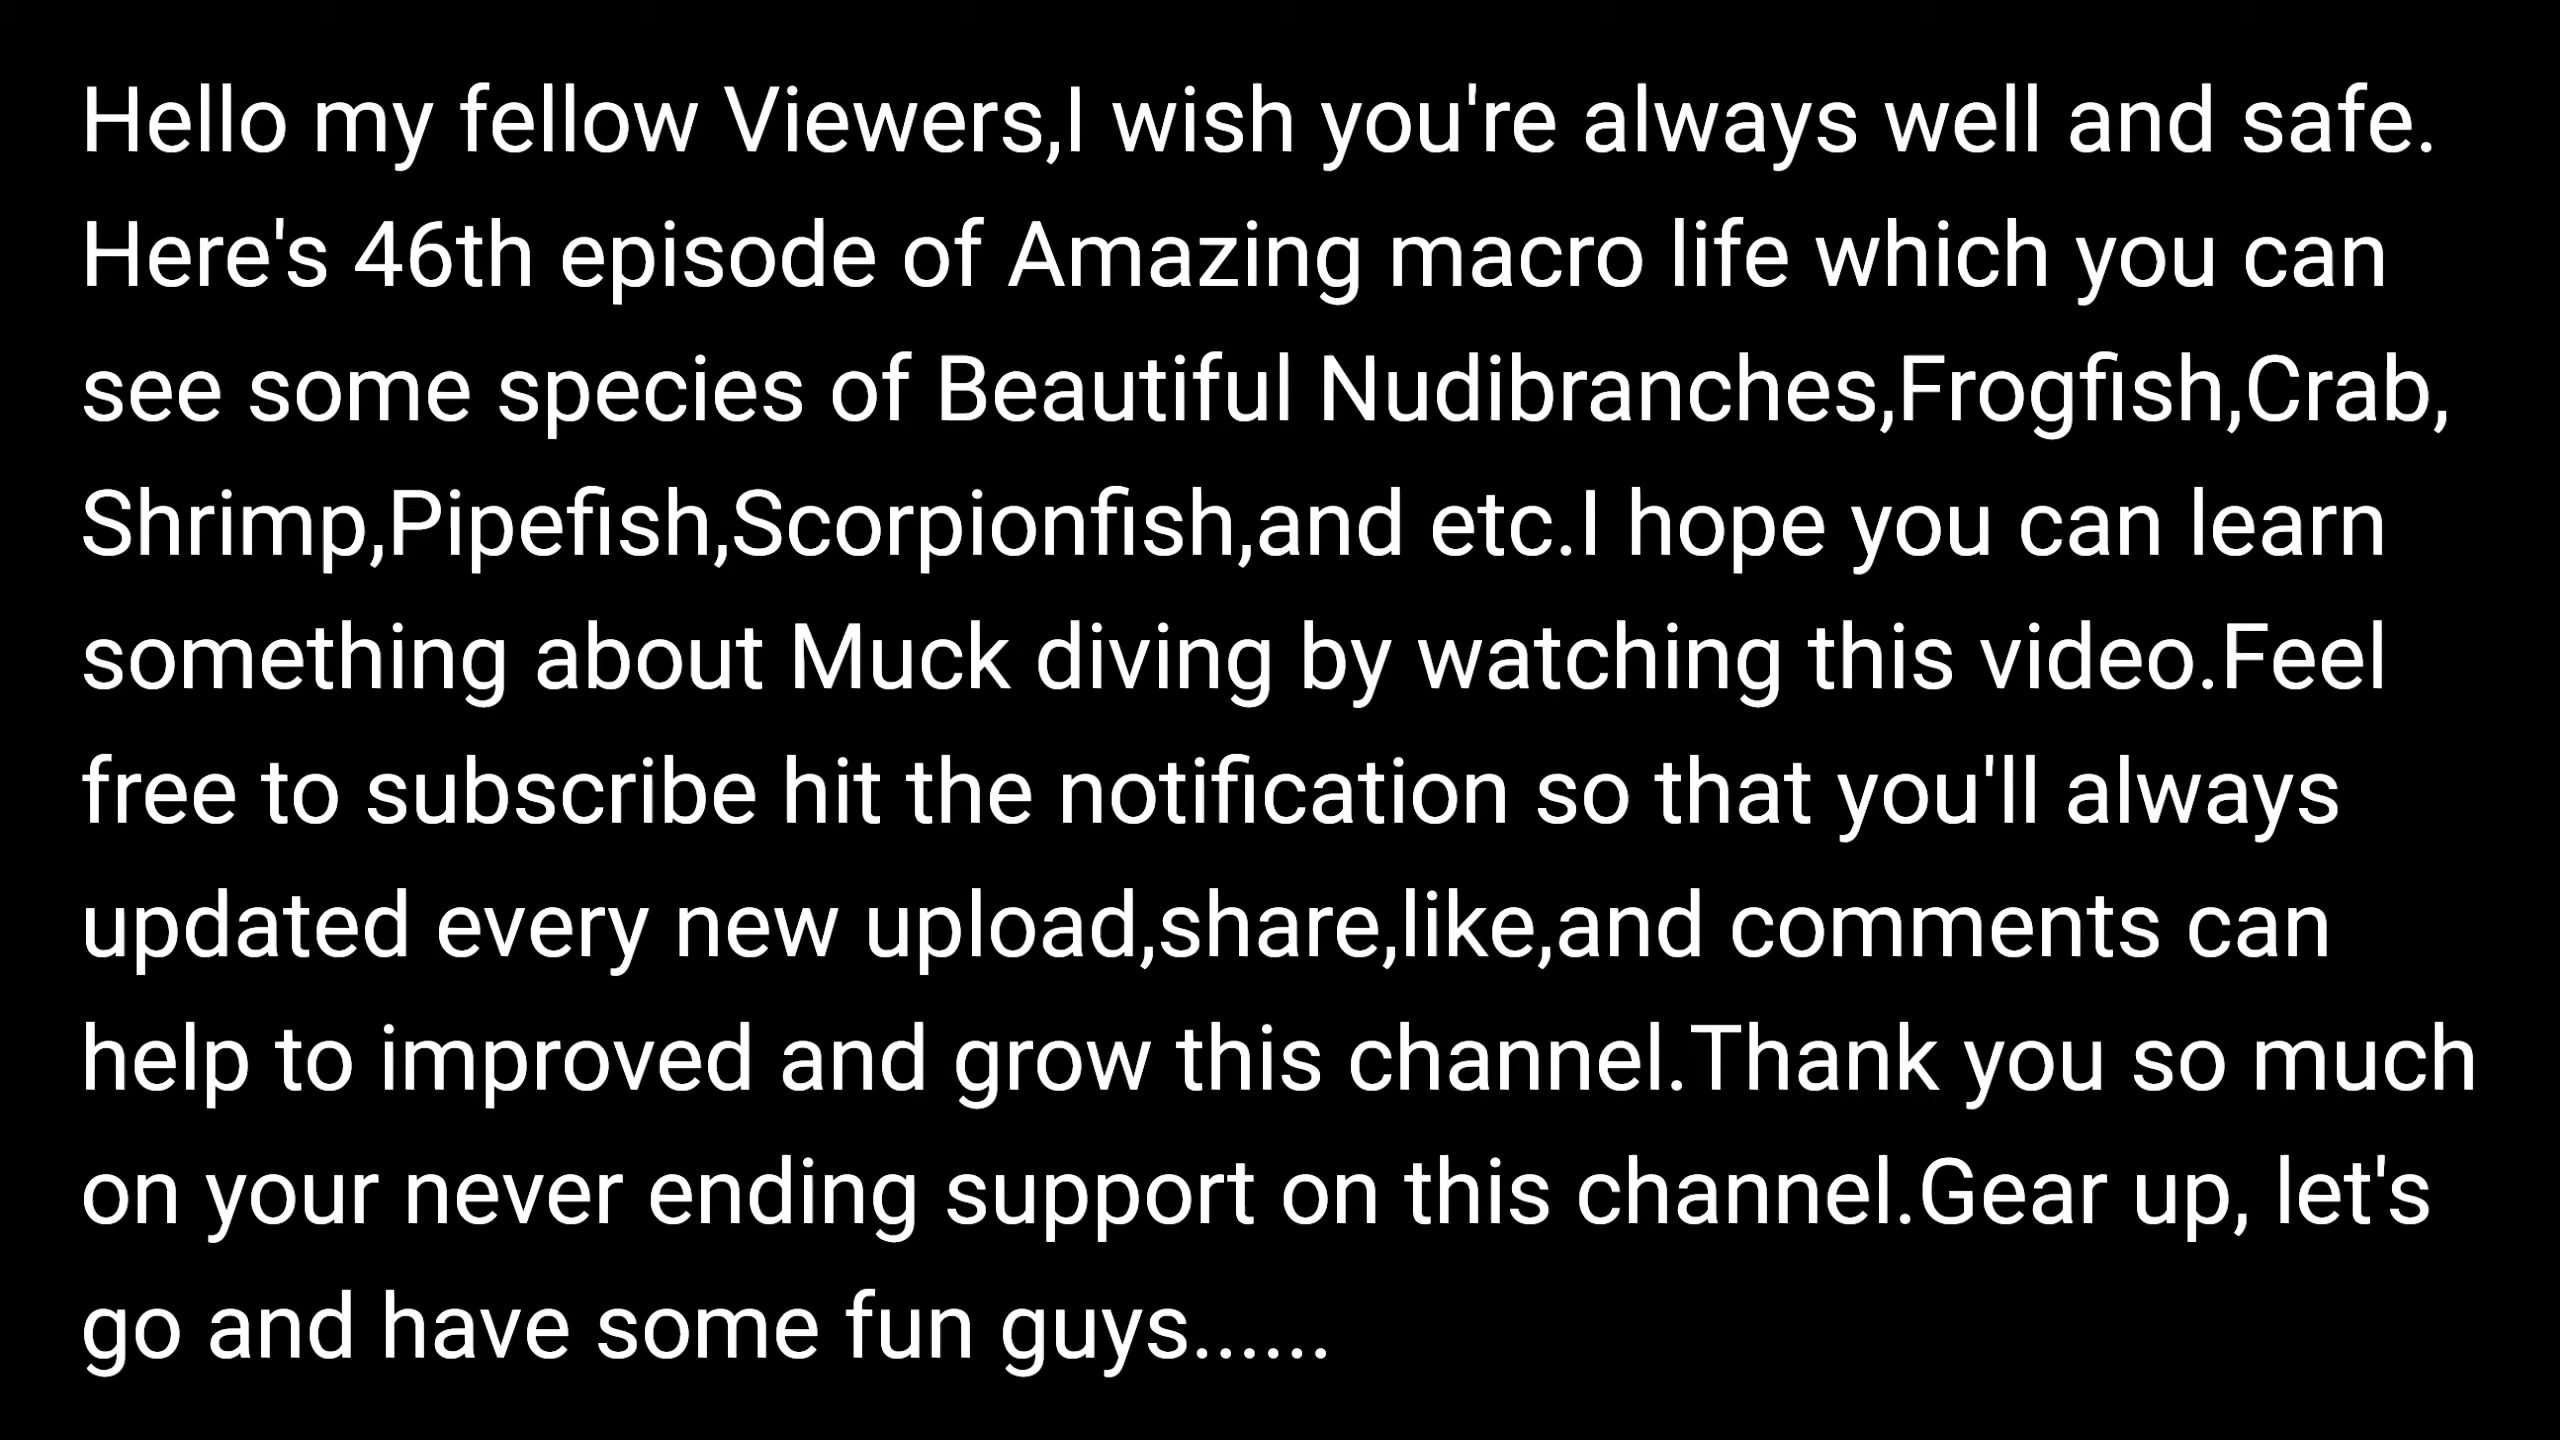 Hello my fellow Viewers,I wish you're always well and safe.
Here's 46th episode of Amazing macro life which you can
see some species of Beautiful Nudibranches,Frogfish,Crab,
Shrimp,Pipefish,Scorpionfish,and etc.I hope you can learn
something about Muck diving by watching this video.Feel
free to subscribe hit the notification so that you'll always
updated every new upload,share,like,and comments can
help to improved and grow this channel.Thank you so much
on your never ending support on this channel.Gear up, let's
go and have some fun guys......